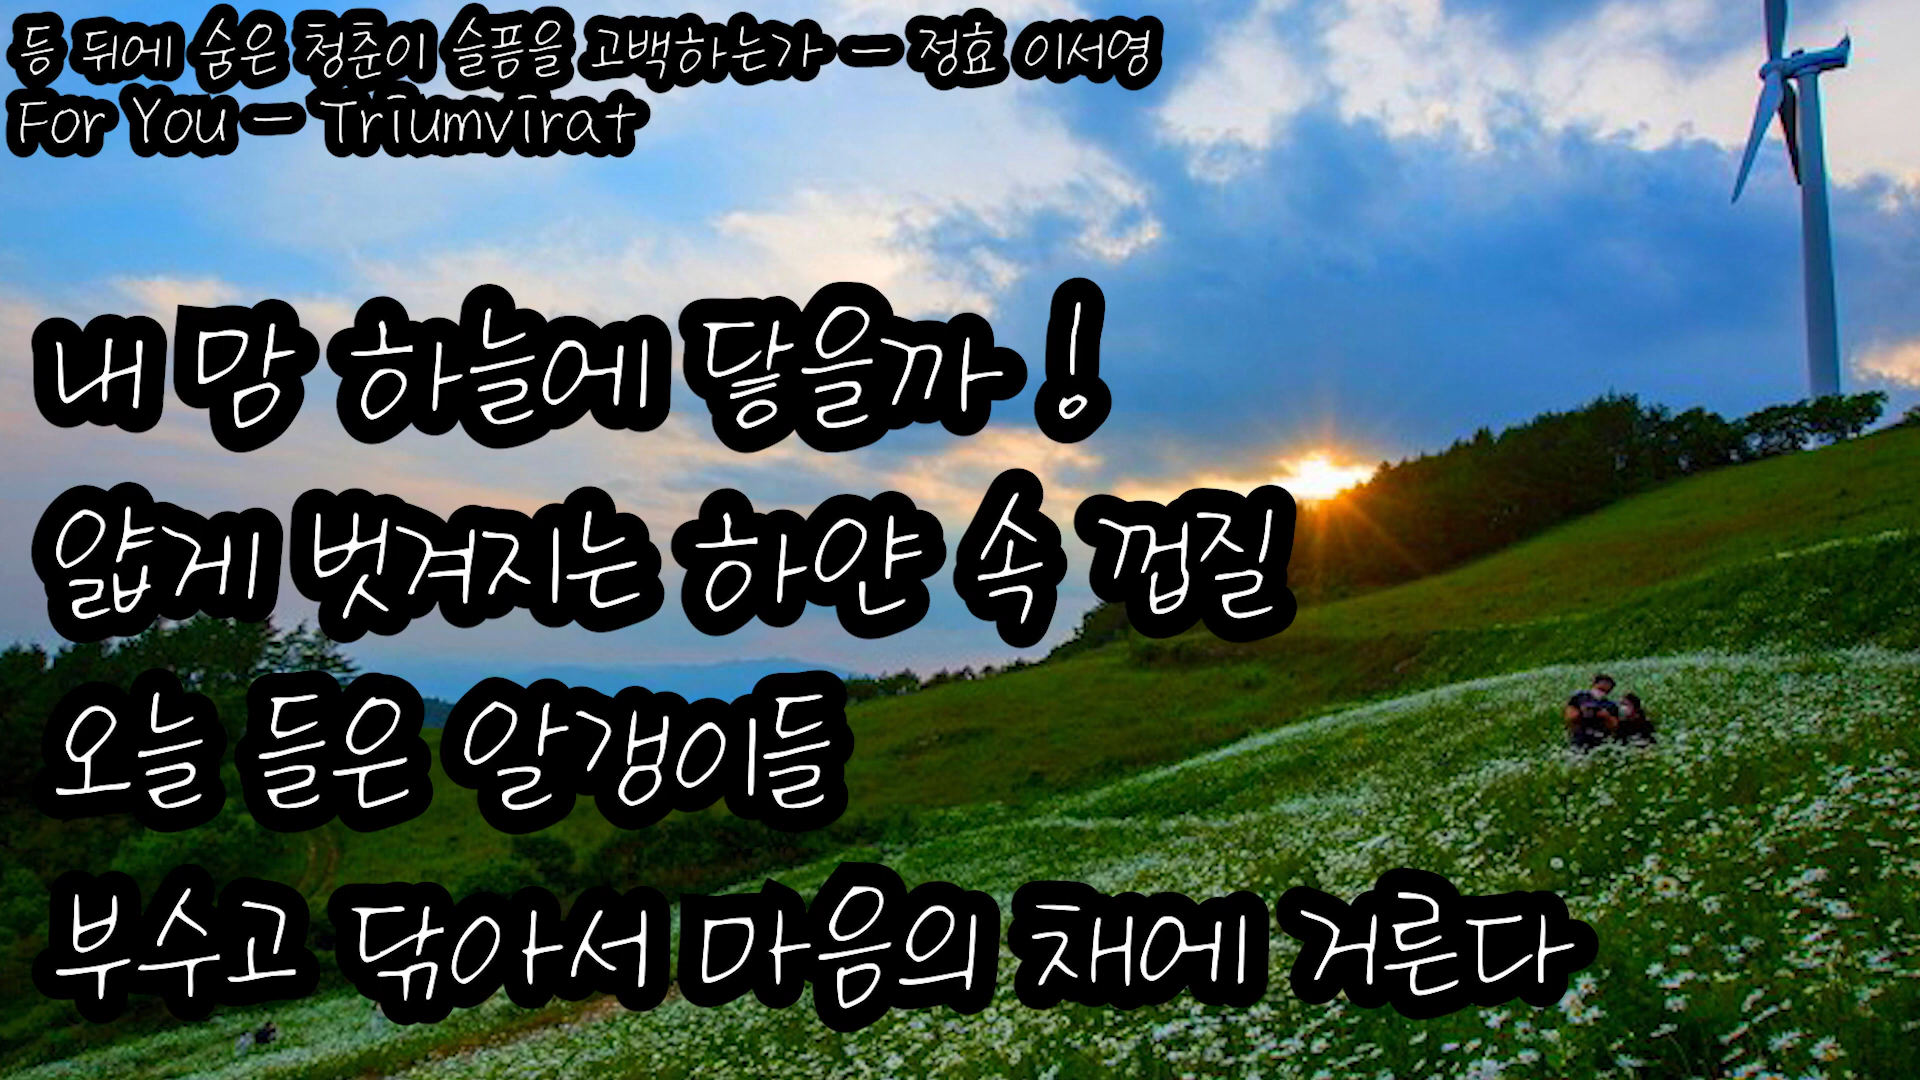 등 뒤에 숨은 청춘이 슬픔을 고백하는가 - 정효 이서영
For You - Triumvirat
내 맘 하늘에 닿을까 !
얇게 벗겨지는 하얀 속 껍질
오늘 들은 알갱이들
부수고 닦아서 마음의 채에 거른다